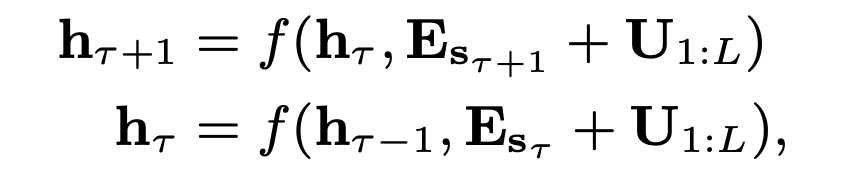 𝐡_{τ+1} = f(𝐡_τ, 𝐄_{𝐬_{τ+1}} + 𝐔_{1:L})
𝐡_τ = f(𝐡_{τ−1}, 𝐄_{𝐬_τ} + 𝐔_{1:L}),